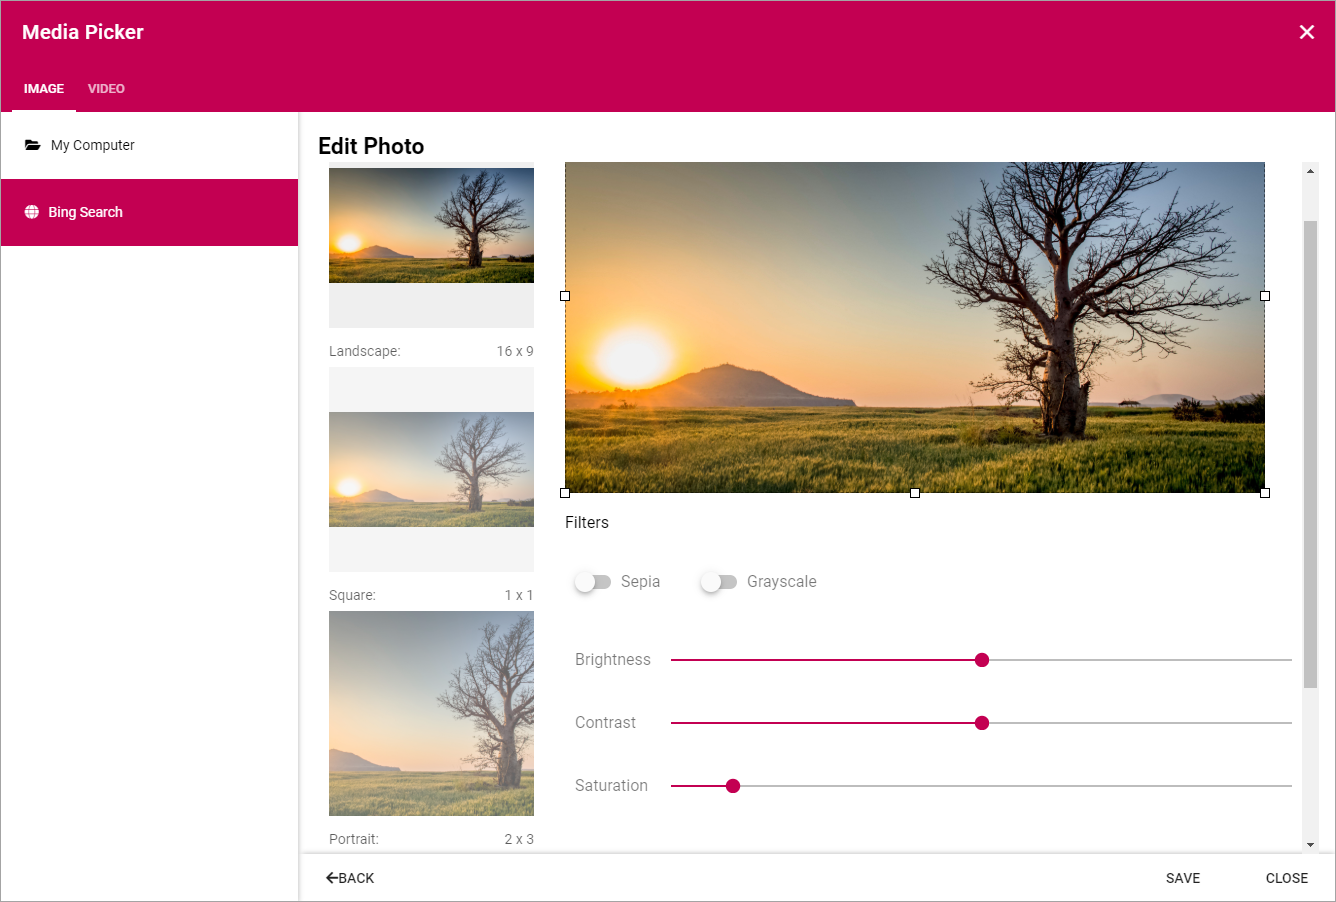 Media Picker
IMAGE VIDEO
My Computer
Bing Search
Edit Photo
Landscape: 16 x 9
Square: 1 x 1
Portrait: 2 x 3
Filters
Sepia Grayscale
Brightness
Contrast
Saturation
BACK SAVE CLOSE